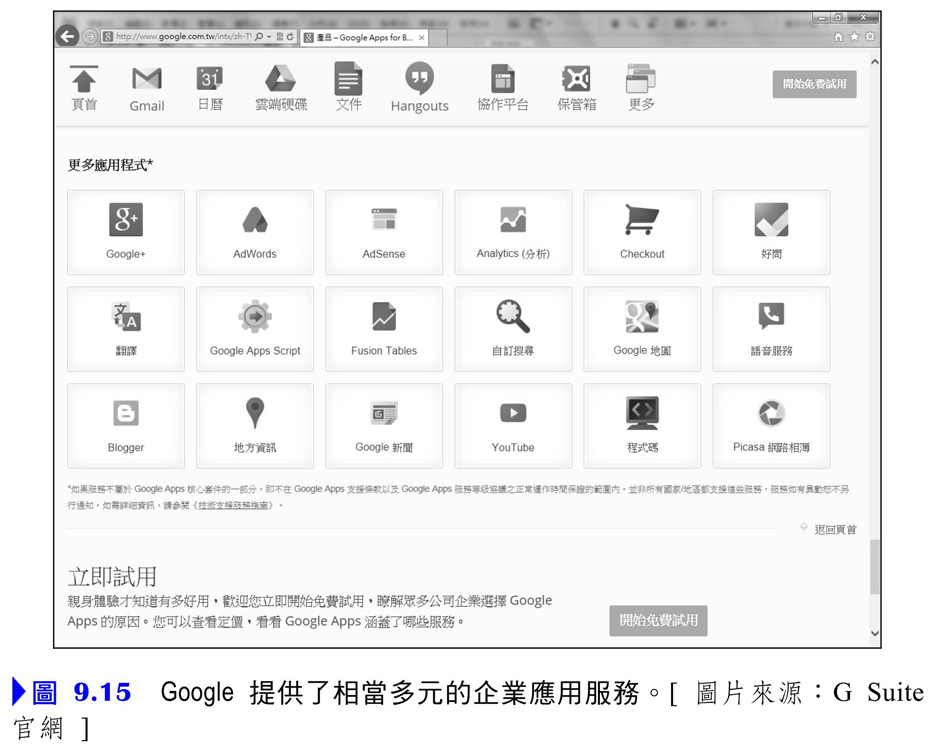 http://www.google.com.tw/intx/zh-T
產品 – Google Apps for B...
頁首
Gmail
日曆
雲端硬碟
文件
Hangouts
協作平台
保管箱
更多
開始免費試用
更多應用程式*
Google+
AdWords
AdSense
Analytics (分析)
Checkout
好問
翻譯
Google Apps Script
Fusion Tables
自訂搜尋
Google 地圖
語音服務
Blogger
地方資訊
Google 新聞
YouTube
程式碼
Picasa 網路相簿
*如果服務不屬於 Google Apps 核心套件的一部分，即不在 Google Apps 支援條款以及 Google Apps 服務等級協議之正常運作時間保證的範圍內。並非所有國家/地區都支援這些服務，服務如有異動恕不另
行通知。如需詳細資訊，請參閱《技術支援服務指南》。
返回頁首
立即試用
親身體驗才知道有多好用，歡迎您立即開始免費試用，瞭解眾多公司企業選擇 Google
Apps 的原因。您可以查看定價，看看 Google Apps 涵蓋了哪些服務。
開始免費試用
圖 9.15 Google 提供了相當多元的企業應用服務。[ 圖片來源：G Suite
官網 ]